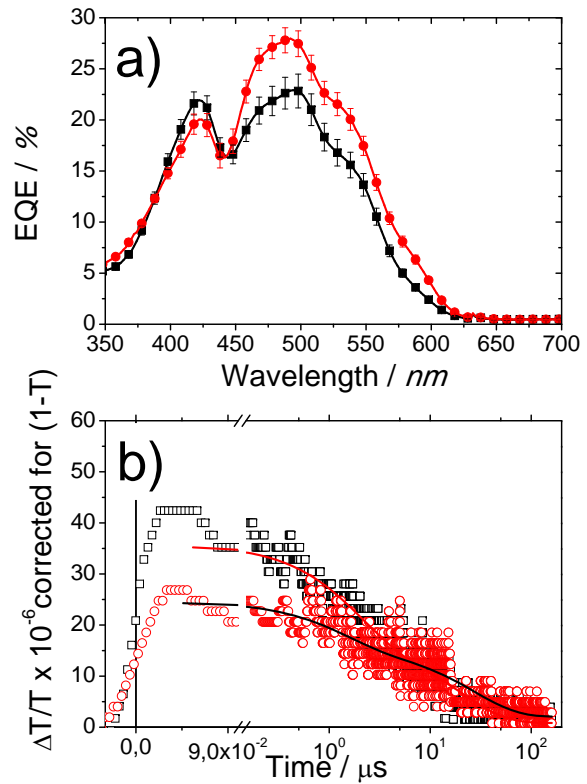 a)
EQE / %
30
25
20
15
10
5
0
350 400 450 500 550 600 650 700
Wavelength / nm
b)
ΔT/T x 10⁻⁶ corrected for (1-T)
60
50
40
30
20
10
0
0,0 9,0x10⁻² 10⁰ 10¹ 10²
Time / μs